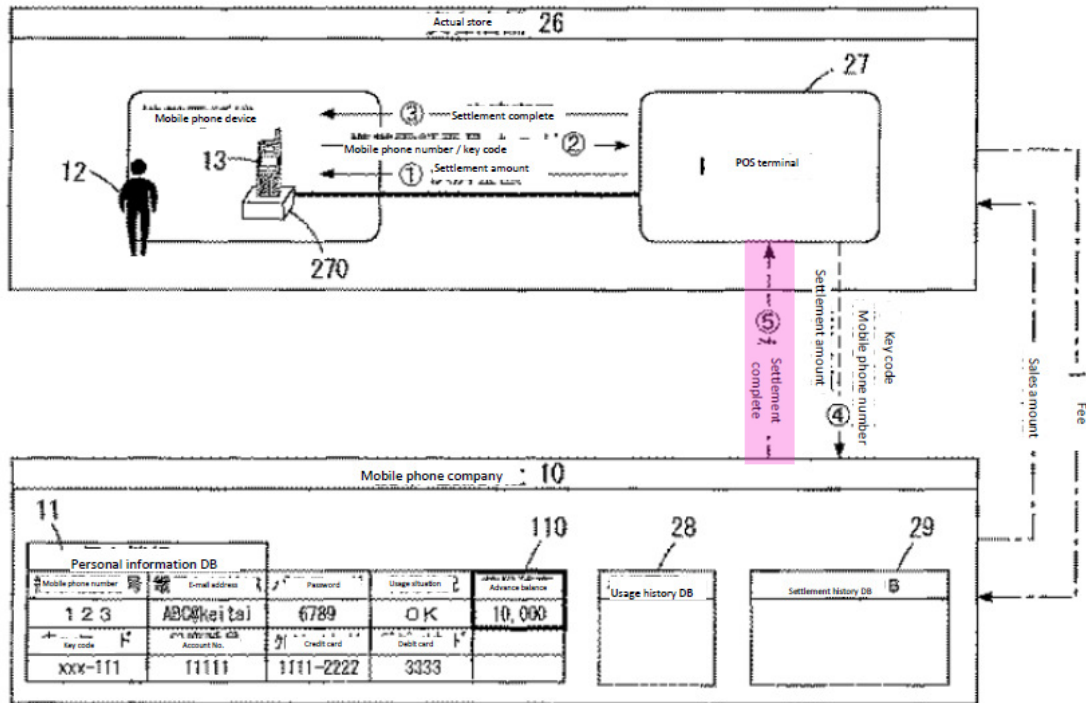 Actual store 26
27
Mobile phone device
③ Settlement complete
Mobile phone number / key code ②
① Settlement amount
13
12
270
POS terminal
⑤ Settlement
complete
Settlement amount
④
Mobile phone number
Key code
Sales amount
Fee
Mobile phone company 10
11
110
28
29
Personal information DB
Mobile phone number 号 E-mail address Password Usage situation Advance balance
123 ABC@keitai 6789 OK 10,000
Key code ド Account No. Credit card Debit card ド
xxx-111 11111 1111-2222 3333
Usage history DB
Settlement history DB B